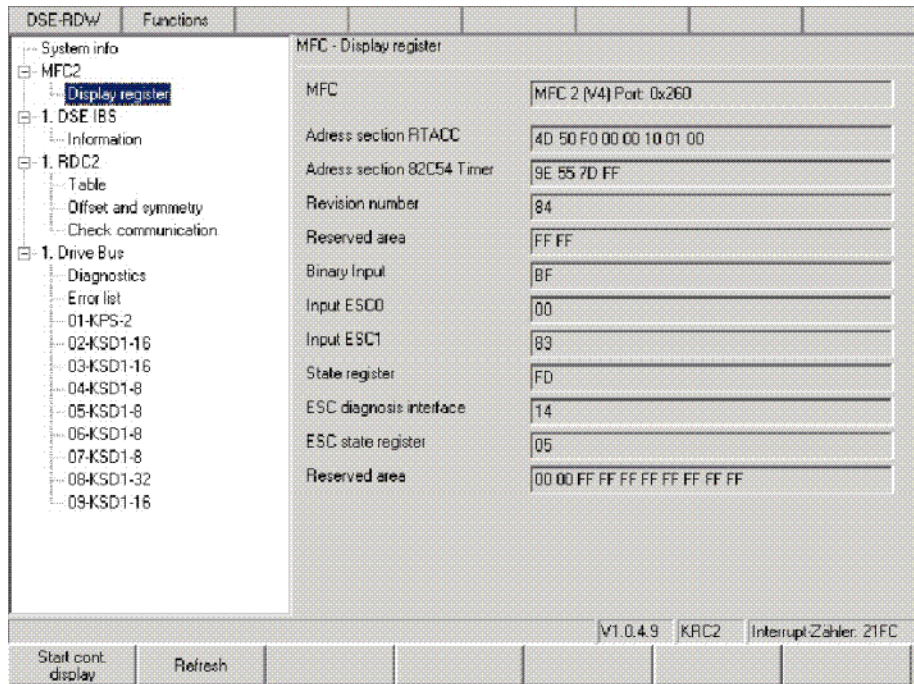 DSE-RDW
Functions
System info
MFC2
Display register
1. DSE IBS
Information
1. RDC2
Table
Offset and symmetry
Check communication
1. Drive Bus
Diagnostics
Error list
01-KPS-2
02-KSD1-16
03-KSD1-16
04-KSD1-8
05-KSD1-8
06-KSD1-8
07-KSD1-8
08-KSD1-32
09-KSD1-16
MFC - Display register
MFC
MFC 2 (V4) Port: 0x260
Adress section RTACC
4D 50 F0 00 00 10 01 00
Adress section 82C54 Timer
9E 55 7D FF
Revision number
84
Reserved area
FF FF
Binary Input
BF
Input ESC0
00
Input ESC1
83
State register
FD
ESC diagnosis interface
14
ESC state register
05
Reserved area
00 00 FF FF FF FF FF FF FF FF
V1.0.4.9
KRC2
Interrupt-Zähler: 21FC
Start cont.
display
Refresh